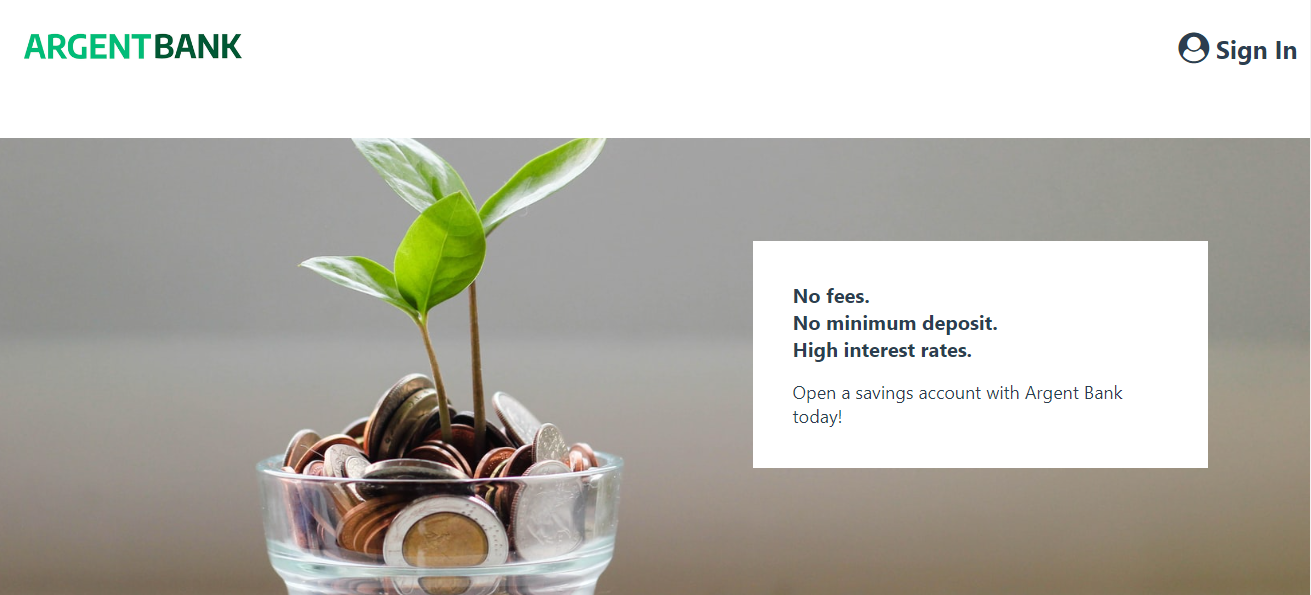 ARGENTBANK
Sign In
No fees.
No minimum deposit.
High interest rates.
Open a savings account with Argent Bank
today!